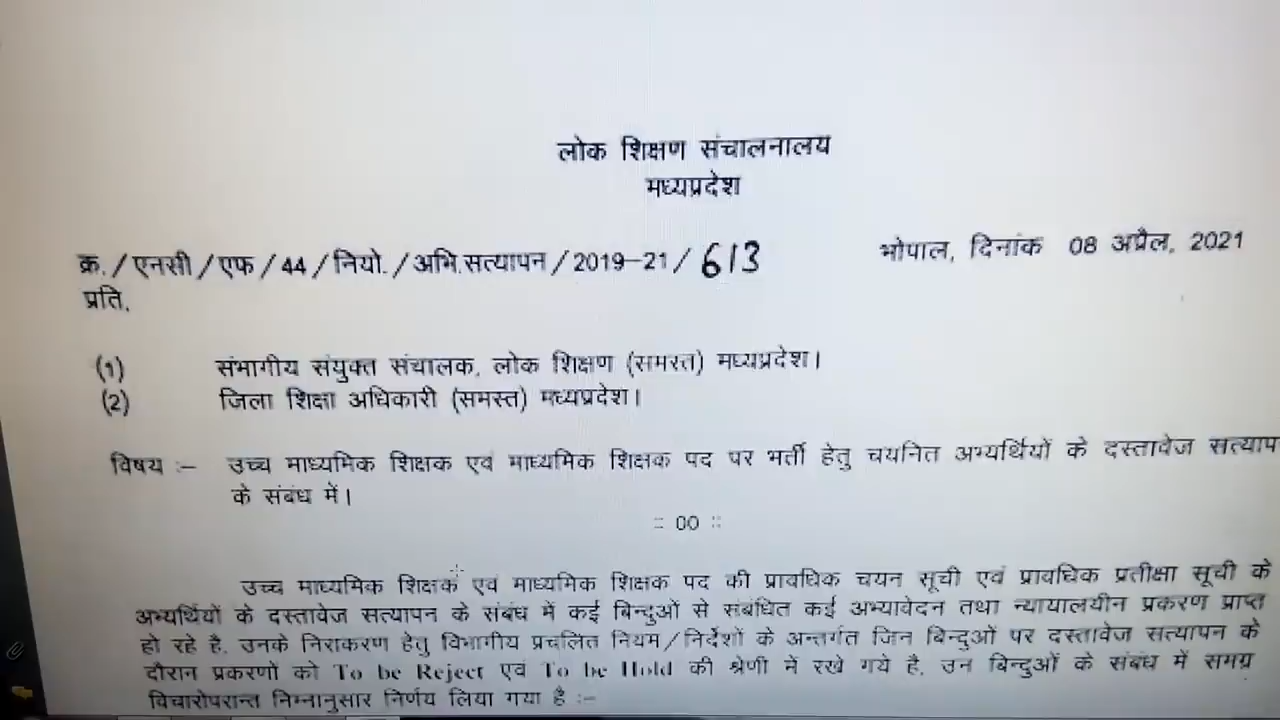 लोक शिक्षण संचालनालय
मध्यप्रदेश
क्र./एनसी/एफ/44/नियो./अभि.सत्यापन/2019-21/613
भोपाल, दिनांक 08 अप्रैल, 2021
प्रति,
(1) संभागीय संयुक्त संचालक, लोक शिक्षण (समस्त) मध्यप्रदेश।
(2) जिला शिक्षा अधिकारी (समस्त) मध्यप्रदेश।
विषय :- उच्च माध्यमिक शिक्षक एवं माध्यमिक शिक्षक पद पर भर्ती हेतु चयनित अभ्यर्थियों के दस्तावेज सत्याप
के संबंध में।
:: 00 ::
उच्च माध्यमिक शिक्षक एवं माध्यमिक शिक्षक पद की प्रावधिक चयन सूची एवं प्रावधिक प्रतीक्षा सूची के
अभ्यर्थियों के दस्तावेज सत्यापन के संबंध में कई बिन्दुओं से संबंधित कई अभ्यावेदन तथा न्यायालयीन प्रकरण प्राप्त
हो रहे है, उनके निराकरण हेतु विभागीय प्रचलित नियम/निर्देशों के अन्तर्गत जिन बिन्दुओं पर दस्तावेज सत्यापन के
दौरान प्रकरणों को To be Reject एवं To be Hold की श्रेणी में रखे गये है, उन बिन्दुओं के संबंध में समग्र
विचारोपरान्त निम्नानुसार निर्णय लिया गया है :-